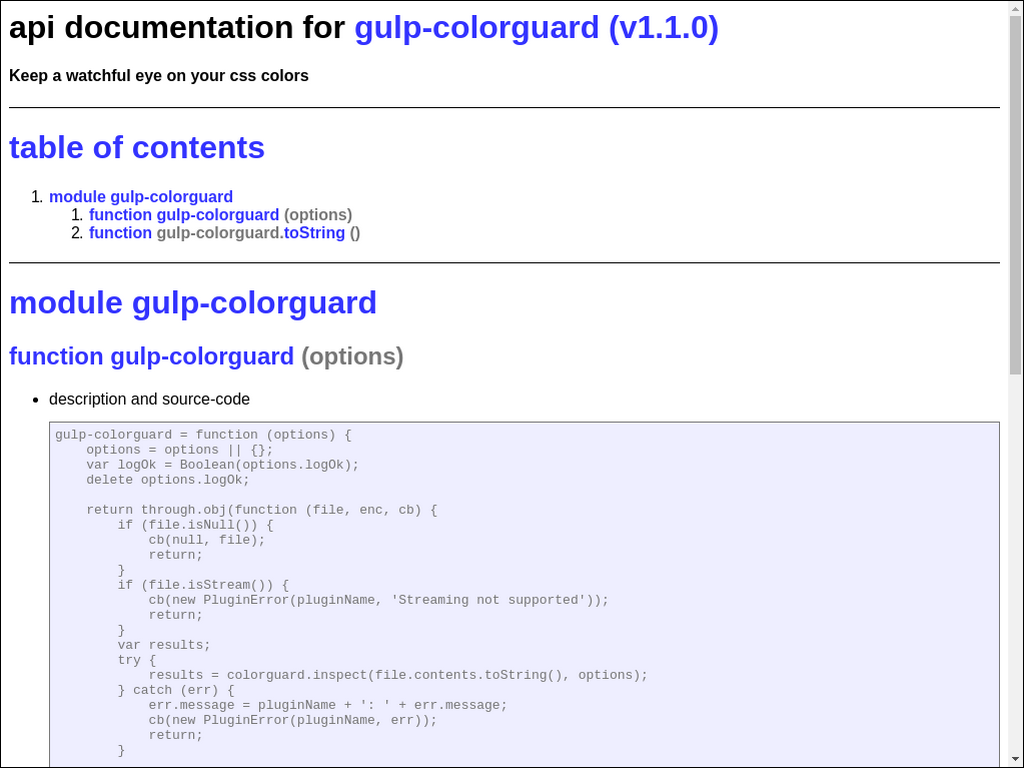 api documentation for gulp-colorguard (v1.1.0)
Keep a watchful eye on your css colors
table of contents
1. module gulp-colorguard
1. function gulp-colorguard (options)
2. function gulp-colorguard.toString ()
module gulp-colorguard
function gulp-colorguard (options)
• description and source-code
gulp-colorguard = function (options) {
    options = options || {};
    var logOk = Boolean(options.logOk);
    delete options.logOk;

    return through.obj(function (file, enc, cb) {
        if (file.isNull()) {
            cb(null, file);
            return;
        }
        if (file.isStream()) {
            cb(new PluginError(pluginName, 'Streaming not supported'));
            return;
        }
        var results;
        try {
            results = colorguard.inspect(file.contents.toString(), options);
        } catch (err) {
            err.message = pluginName + ': ' + err.message;
            cb(new PluginError(pluginName, err));
            return;
        }